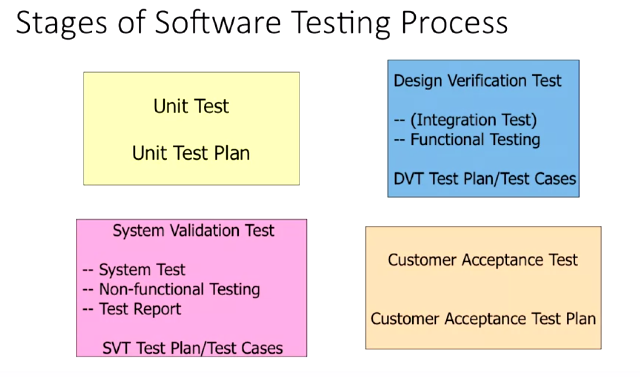 Stages of Software Testing Process
Unit Test
Unit Test Plan
Design Verification Test
-- (Integration Test)
-- Functional Testing
DVT Test Plan/Test Cases
System Validation Test
-- System Test
-- Non-functional Testing
-- Test Report
SVT Test Plan/Test Cases
Customer Acceptance Test
Customer Acceptance Test Plan